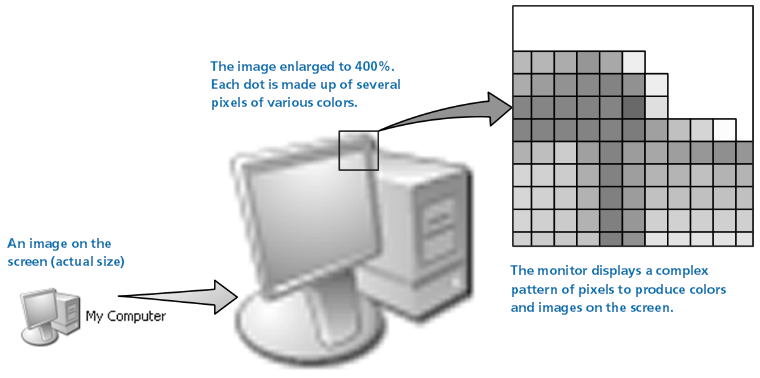 The image enlarged to 400%.
Each dot is made up of several
pixels of various colors.
An image on the
screen (actual size)
My Computer
The monitor displays a complex
pattern of pixels to produce colors
and images on the screen.